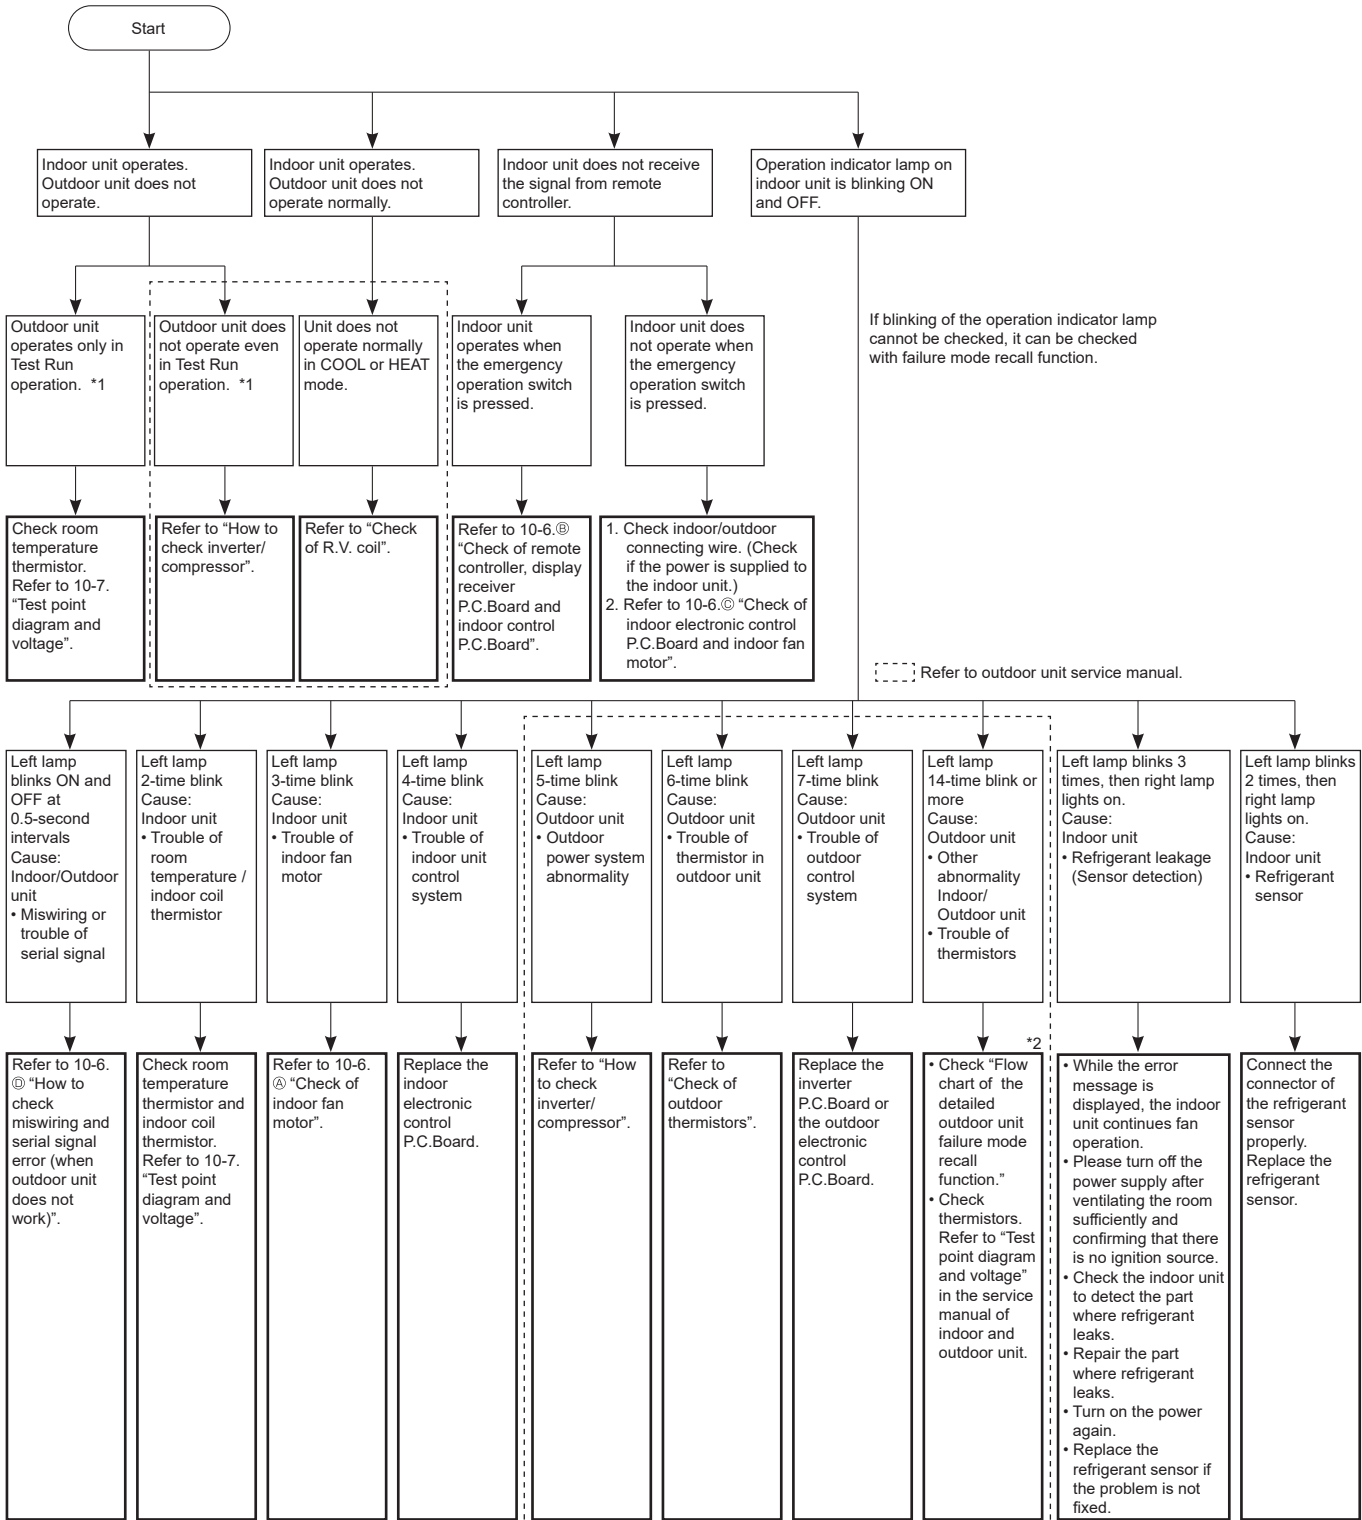 Start
Indoor unit operates.
Outdoor unit does not
operate.
Indoor unit operates.
Outdoor unit does not
operate normally.
Indoor unit does not receive
the signal from remote
controller.
Operation indicator lamp on
indoor unit is blinking ON
and OFF.
Outdoor unit
operates only in
Test Run
operation. *1
Outdoor unit does
not operate even
in Test Run
operation. *1
Unit does not
operate normally
in COOL or HEAT
mode.
Indoor unit
operates when
the emergency
operation switch
is pressed.
Indoor unit does
not operate when
the emergency
operation switch
is pressed.
If blinking of the operation indicator lamp
cannot be checked, it can be checked
with failure mode recall function.
Check room
temperature
thermistor.
Refer to 10-7.
“Test point
diagram and
voltage”.
Refer to “How to
check inverter/
compressor”.
Refer to “Check
of R.V. coil”.
Refer to 10-6.Ⓑ
“Check of remote
controller, display
receiver
P.C.Board and
indoor control
P.C.Board”.
1. Check indoor/outdoor
connecting wire. (Check
if the power is supplied to
the indoor unit.)
2. Refer to 10-6.Ⓒ “Check of
indoor electronic control
P.C.Board and indoor fan
motor”.
Refer to outdoor unit service manual.
Left lamp
blinks ON and
OFF at
0.5-second
intervals
Cause:
Indoor/Outdoor
unit
• Miswiring or
trouble of
serial signal
Left lamp
2-time blink
Cause:
Indoor unit
• Trouble of
room
temperature /
indoor coil
thermistor
Left lamp
3-time blink
Cause:
Indoor unit
• Trouble of
indoor fan
motor
Left lamp
4-time blink
Cause:
Indoor unit
• Trouble of
indoor unit
control
system
Left lamp
5-time blink
Cause:
Outdoor unit
• Outdoor
power system
abnormality
Left lamp
6-time blink
Cause:
Outdoor unit
• Trouble of
thermistor in
outdoor unit
Left lamp
7-time blink
Cause:
Outdoor unit
• Trouble of
outdoor
control
system
Left lamp
14-time blink or
more
Cause:
Outdoor unit
• Other
abnormality
Indoor/
Outdoor unit
• Trouble of
thermistors
Left lamp blinks 3
times, then right lamp
lights on.
Cause:
Indoor unit
• Refrigerant leakage
(Sensor detection)
Left lamp blinks
2 times, then
right lamp
lights on.
Cause:
Indoor unit
• Refrigerant
sensor
Refer to 10-6.
Ⓓ “How to
check
miswiring and
serial signal
error (when
outdoor unit
does not
work)”.
Check room
temperature
thermistor and
indoor coil
thermistor.
Refer to 10-7.
“Test point
diagram and
voltage”.
Refer to 10-6.
Ⓐ “Check of
indoor fan
motor”.
Replace the
indoor
electronic
control
P.C.Board.
Refer to “How
to check
inverter/
compressor”.
Refer to
“Check of
outdoor
thermistors”.
Replace the
inverter
P.C.Board or
the outdoor
electronic
control
P.C.Board.
*2
• Check “Flow
chart of the
detailed
outdoor unit
failure mode
recall
function.”
• Check
thermistors.
Refer to “Test
point diagram
and voltage”
in the service
manual of
indoor and
outdoor unit.
• While the error
message is
displayed, the indoor
unit continues fan
operation.
• Please turn off the
power supply after
ventilating the room
sufficiently and
confirming that there
is no ignition source.
• Check the indoor unit
to detect the part
where refrigerant
leaks.
• Repair the part
where refrigerant
leaks.
• Turn on the power
again.
• Replace the
refrigerant sensor if
the problem is not
fixed.
Connect the
connector of
the refrigerant
sensor
properly.
Replace the
refrigerant
sensor.